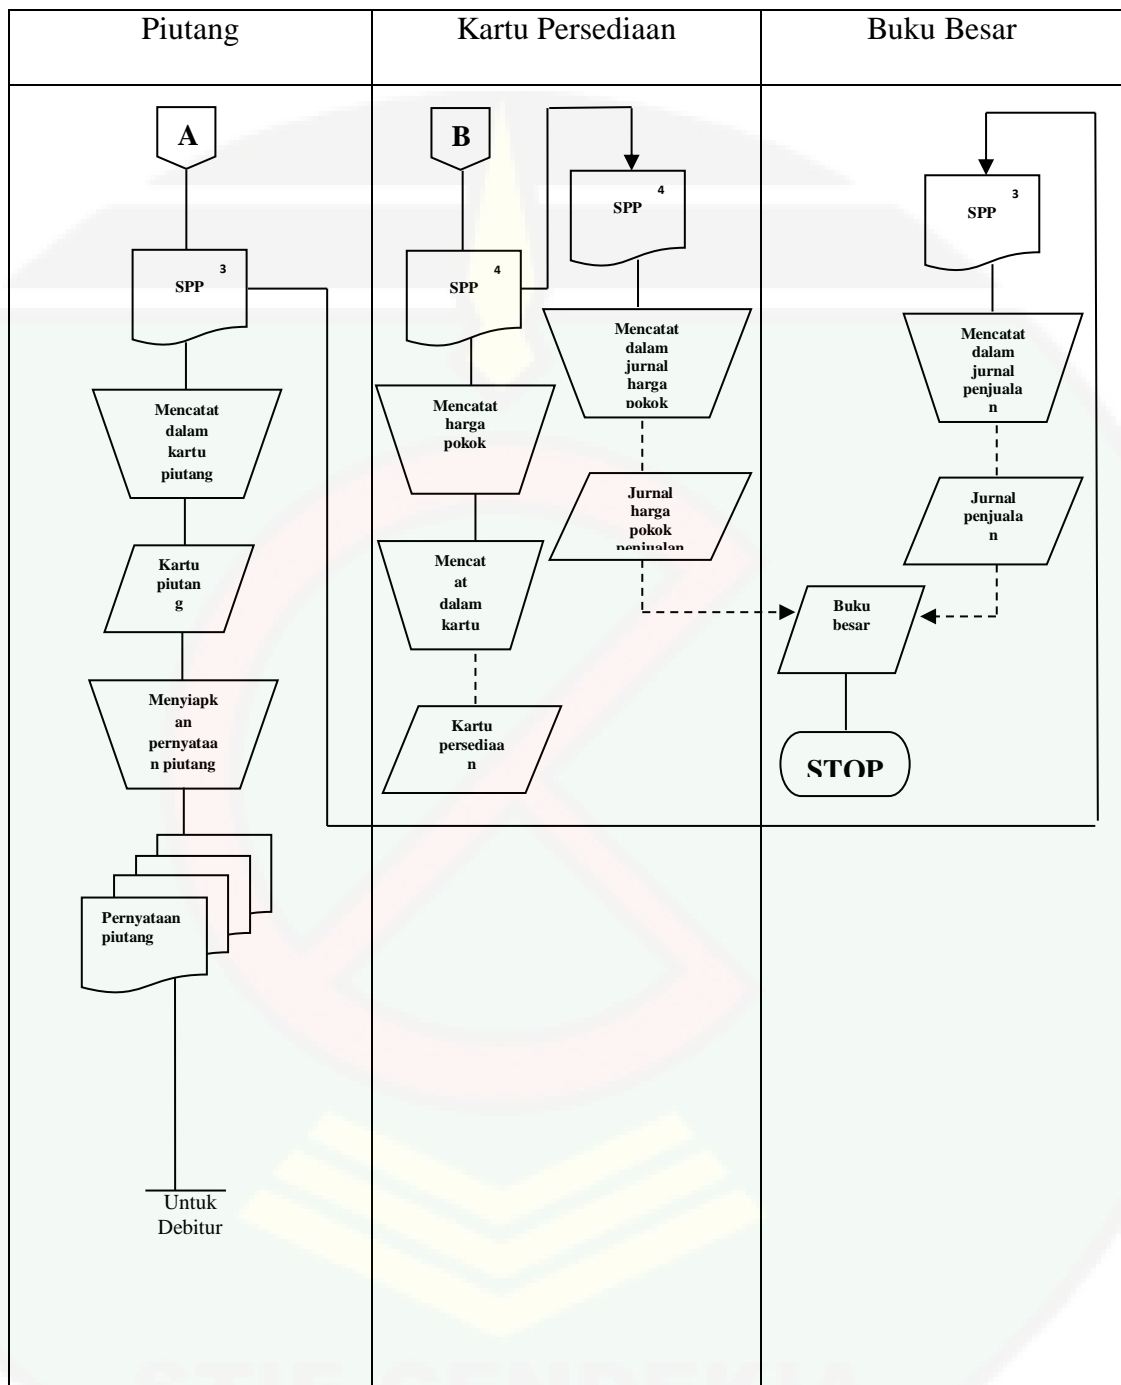 Piutang
Kartu Persediaan
Buku Besar
A
SPP
3
Mencatat
dalam
kartu
piutang
Kartu
piutan
g
Menyiapk
an
pernyataa
n piutang
Pernyataan
piutang
Untuk
Debitur
B
SPP
4
Mencatat
harga
pokok
Mencat
at
dalam
kartu
Kartu
persediaa
n
SPP
4
Mencatat
dalam
jurnal
harga
pokok
Jurnal
harga
pokok
penjualan
SPP
3
Mencatat
dalam
jurnal
penjuala
n
Jurnal
penjuala
n
Buku
besar
STOP